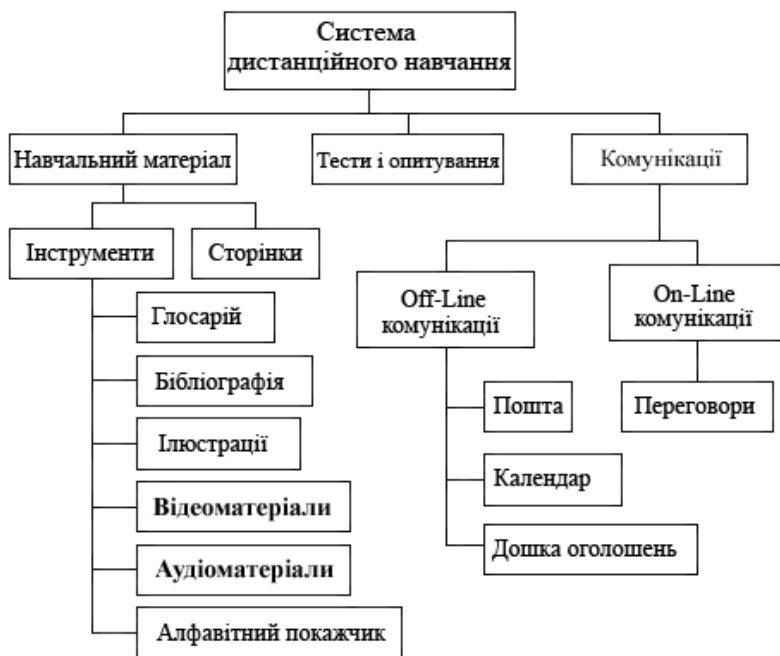 Система
дистанційного навчання
Навчальний матеріал
Тести і опитування
Комунікації
Інструменти
Сторінки
Off-Line
комунікації
On-Line
комунікації
Глосарій
Бібліографія
Ілюстрації
Відеоматеріали
Аудіоматеріали
Алфавітний покажчик
Пошта
Календар
Дошка оголошень
Переговори